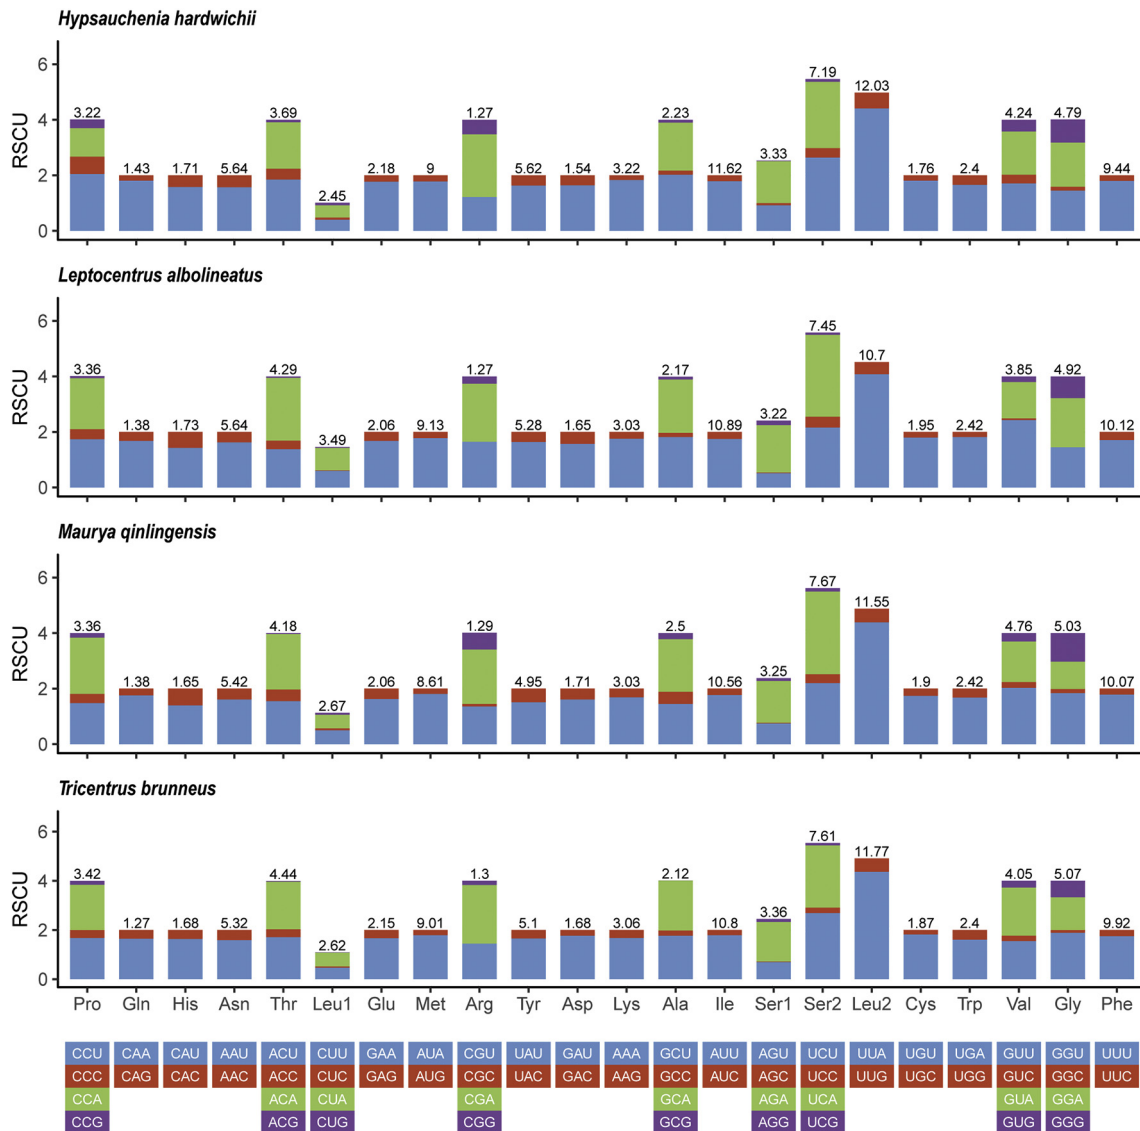 Hypsauchenia hardwichii
RSCU
6
4
2
0
3.22 1.43 1.71 5.64 3.69 2.45 2.18 9 1.27 5.62 1.54 3.22 2.23 11.62 3.33 7.19 12.03 1.76 2.4 4.24 4.79 9.44
Leptocentrus albolineatus
RSCU
6
4
2
0
3.36 1.38 1.73 5.64 4.29 3.49 2.06 9.13 1.27 5.28 1.65 3.03 2.17 10.89 3.22 7.45 10.7 1.95 2.42 3.85 4.92 10.12
Maurya qinlingensis
RSCU
6
4
2
0
3.36 1.38 1.65 5.42 4.18 2.67 2.06 8.61 1.29 4.95 1.71 3.03 2.5 10.56 3.25 7.67 11.55 1.9 2.42 4.76 5.03 10.07
Tricentrus brunneus
RSCU
6
4
2
0
3.42 1.27 1.68 5.32 4.44 2.62 2.15 9.01 1.3 5.1 1.68 3.06 2.12 10.8 3.36 7.61 11.77 1.87 2.4 4.05 5.07 9.92
Pro Gln His Asn Thr Leu1 Glu Met Arg Tyr Asp Lys Ala Ile Ser1 Ser2 Leu2 Cys Trp Val Gly Phe
CCU CAA CAU AAU ACU CUU GAA AUA CGU UAU GAU AAA GCU AUU AGU UCU UUA UGU UGA GUU GGU UUU
CCC CAG CAC AAC ACC CUC GAG AUG CGC UAC GAC AAG GCC AUC AGC UCC UUG UGC UGG GUC GGC UUC
CCA ACA CUA CGA GCA AGA UCA GUA GGA
CCG ACG CUG CGG GCG AGG UCG GUG GGG